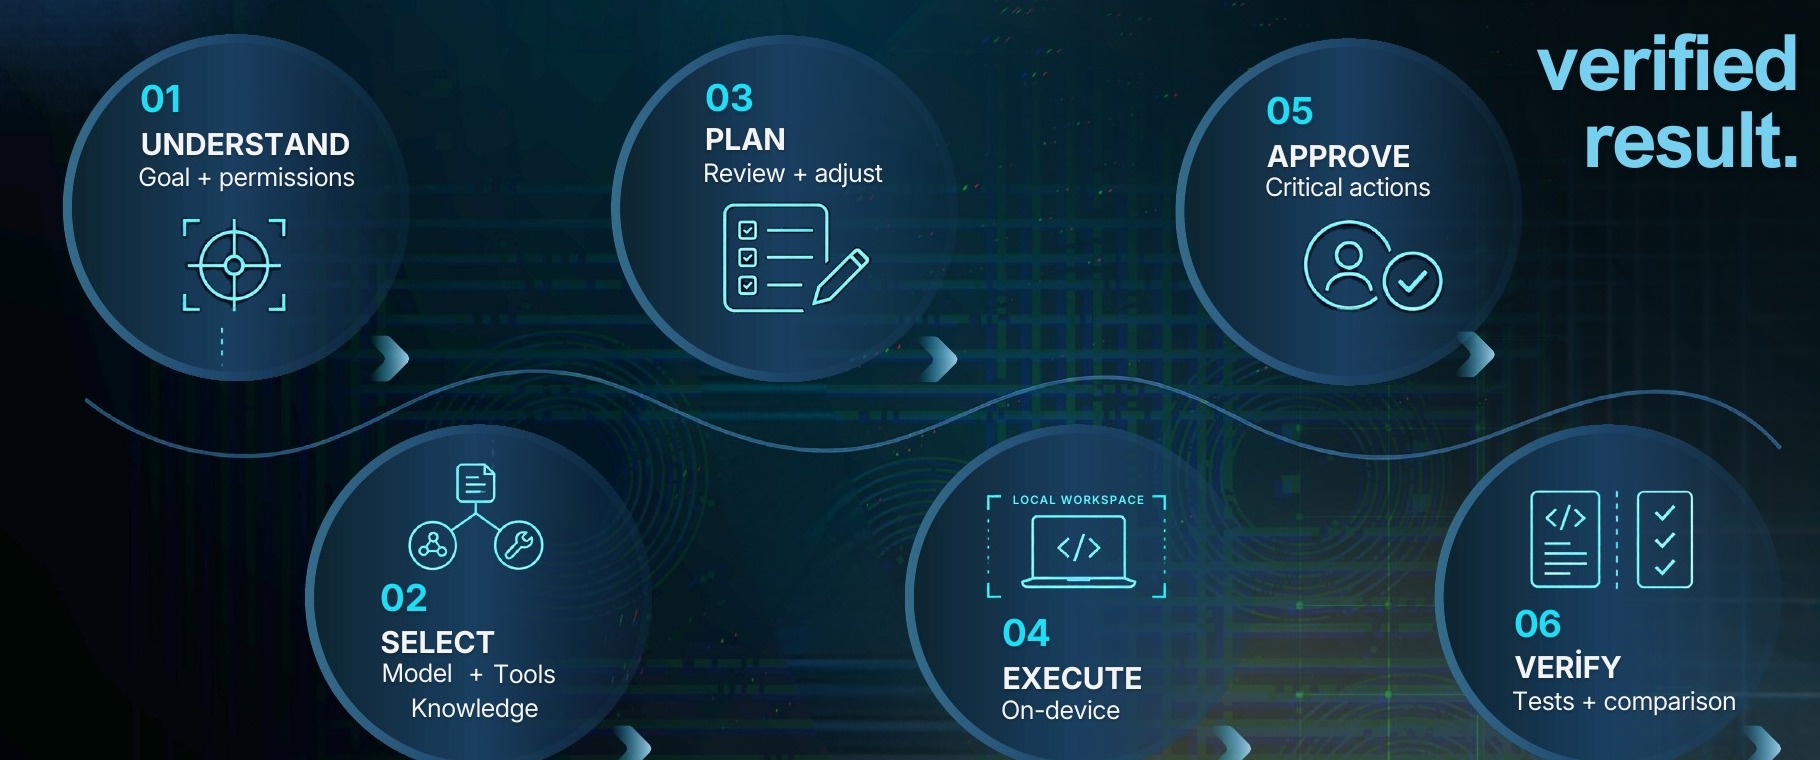 verified
result.
01
UNDERSTAND
Goal + permissions
02
SELECT
Model + Tools
Knowledge
03
PLAN
Review + adjust
LOCAL WORKSPACE
04
EXECUTE
On-device
05
APPROVE
Critical actions
06
VERİFY
Tests + comparison